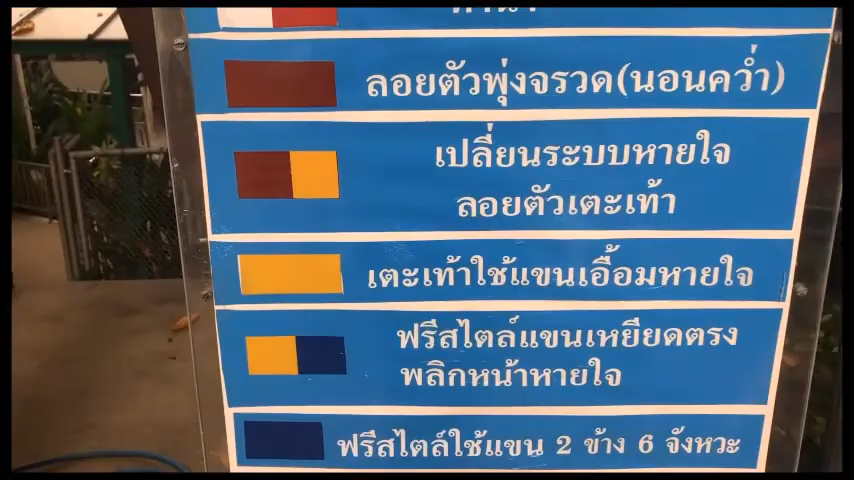 ลอยตัวพุ่งจรวด(นอนคว่ำ)
เปลี่ยนระบบหายใจ
ลอยตัวเตะเท้า
เตะเท้าใช้แขนเอื้อมหายใจ
ฟรีสไตล์แขนเหยียดตรง
พลิกหน้าหายใจ
ฟรีสไตล์ใช้แขน 2 ข้าง 6 จังหวะ